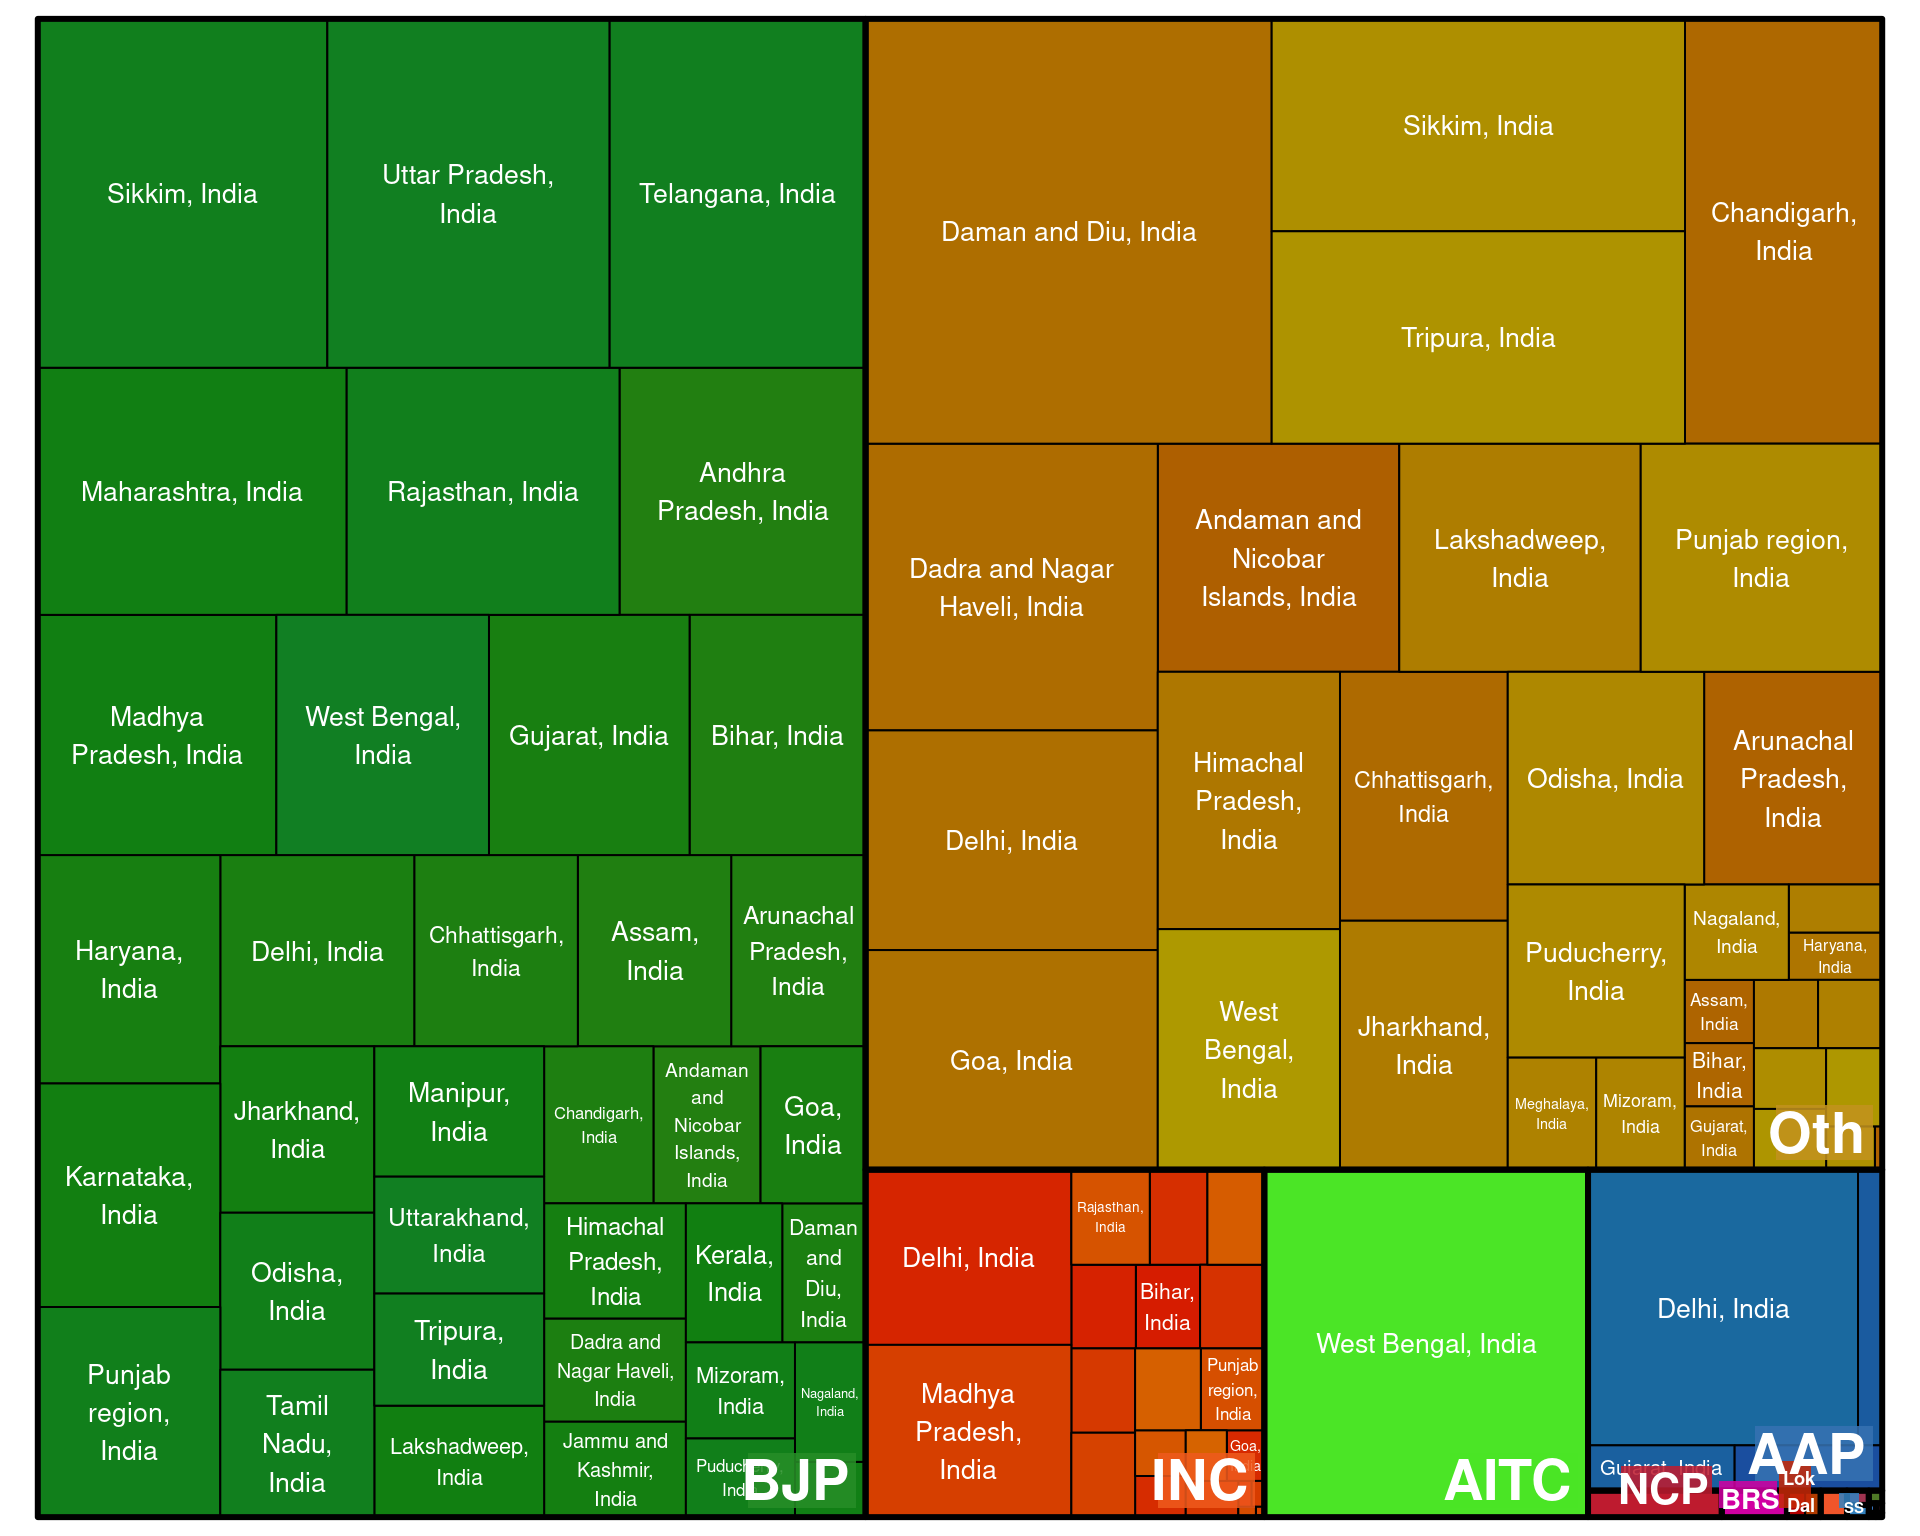 Sikkim, India
Uttar Pradesh,
India
Telangana, India
Maharashtra, India
Rajasthan, India
Andhra
Pradesh, India
Madhya
Pradesh, India
West Bengal,
India
Gujarat, India
Bihar, India
Haryana,
India
Delhi, India
Chhattisgarh,
India
Assam,
India
Arunachal
Pradesh,
India
Karnataka,
India
Jharkhand,
India
Manipur,
India
Chandigarh,
India
Andaman
and
Nicobar
Islands,
India
Goa,
India
Uttarakhand,
India
Odisha,
India
Himachal
Pradesh,
India
Kerala,
India
Daman
and
Diu,
India
Punjab
region,
India
Tripura,
India
Dadra and
Nagar Haveli,
India
Mizoram,
India
Nagaland,
India
Tamil
Nadu,
India
Lakshadweep,
India
Jammu and
Kashmir,
India
BJP
Daman and Diu, India
Sikkim, India
Tripura, India
Chandigarh,
India
Dadra and Nagar
Haveli, India
Andaman and
Nicobar
Islands, India
Lakshadweep,
India
Punjab region,
India
Delhi, India
Himachal
Pradesh,
India
Chhattisgarh,
India
Odisha, India
Arunachal
Pradesh,
India
Goa, India
West
Bengal,
India
Jharkhand,
India
Puducherry,
India
Nagaland,
India
Haryana,
India
Assam,
India
Bihar,
India
Meghalaya,
India
Mizoram,
India
Gujarat,
India
Oth
Delhi, India
Rajasthan,
India
Bihar,
India
Madhya
Pradesh,
India
Punjab
region,
India
Goa,
INC
West Bengal, India
AITC
Delhi, India
Gujarat, India
AAP
NCP
BRS
Lok
Dal
SS